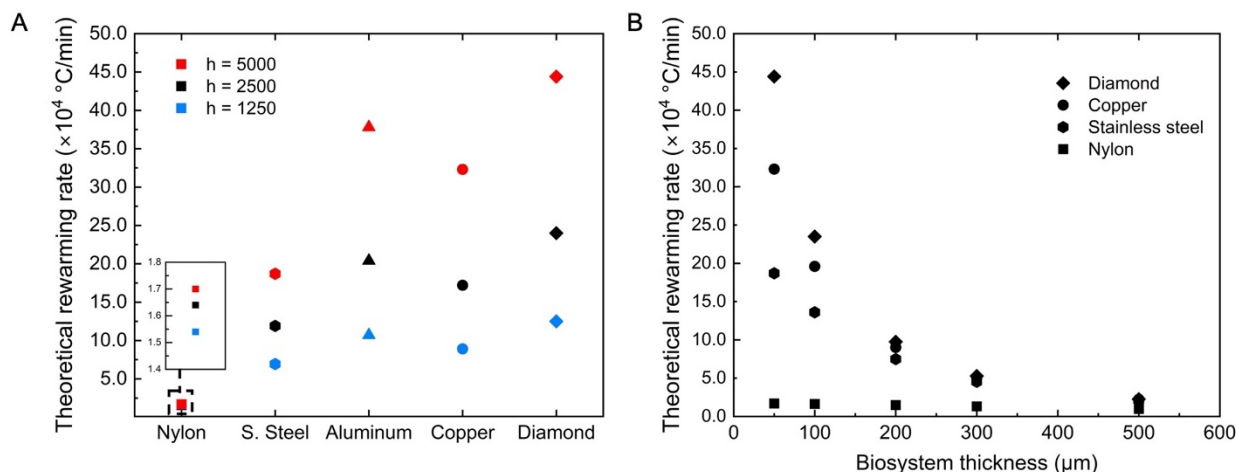 A
Theoretical rewarming rate (×10⁴ °C/min)
50.0
45.0
40.0
35.0
30.0
25.0
20.0
15.0
10.0
5.0
h = 5000
h = 2500
h = 1250
1.8
1.7
1.6
1.5
1.4
Nylon S. Steel Aluminum Copper Diamond
B
Theoretical rewarming rate (×10⁴ °C/min)
50.0
45.0
40.0
35.0
30.0
25.0
20.0
15.0
10.0
5.0
0.0
Diamond
Copper
Stainless steel
Nylon
0 100 200 300 400 500 600
Biosystem thickness (μm)